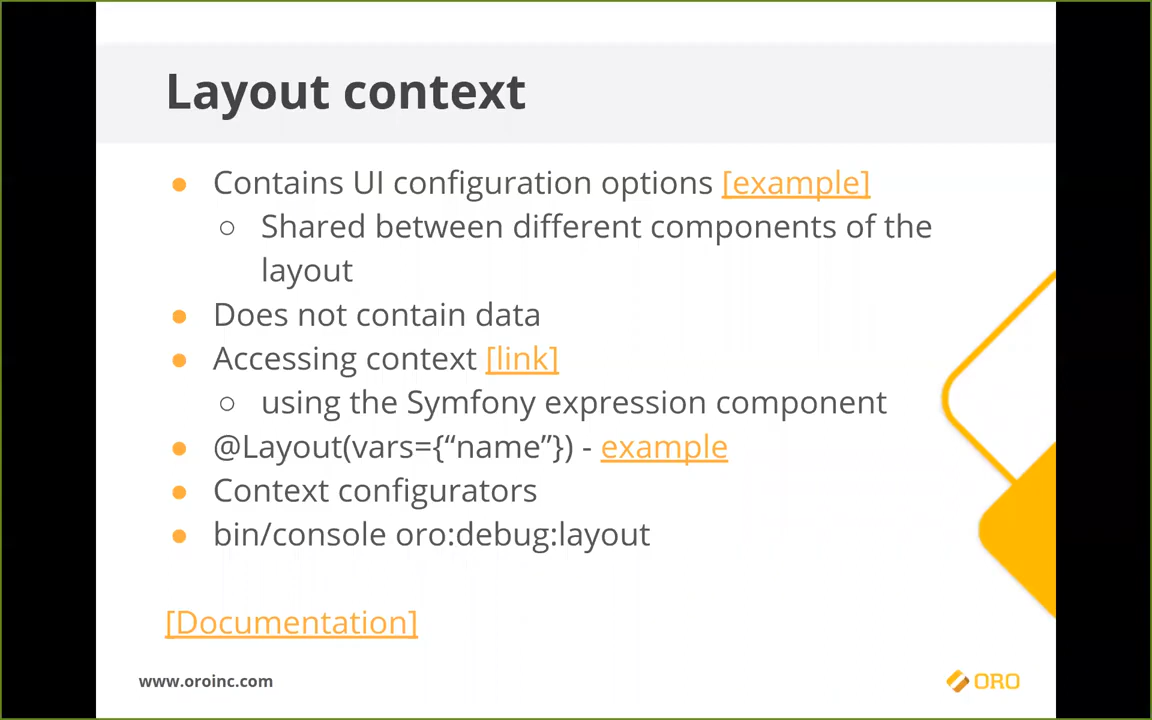 Layout context
● Contains UI configuration options [example]
○ Shared between different components of the
layout
● Does not contain data
● Accessing context [link]
○ using the Symfony expression component
● @Layout(vars={“name”}) - example
● Context configurators
● bin/console oro:debug:layout
[Documentation]
www.oroinc.com
ORO